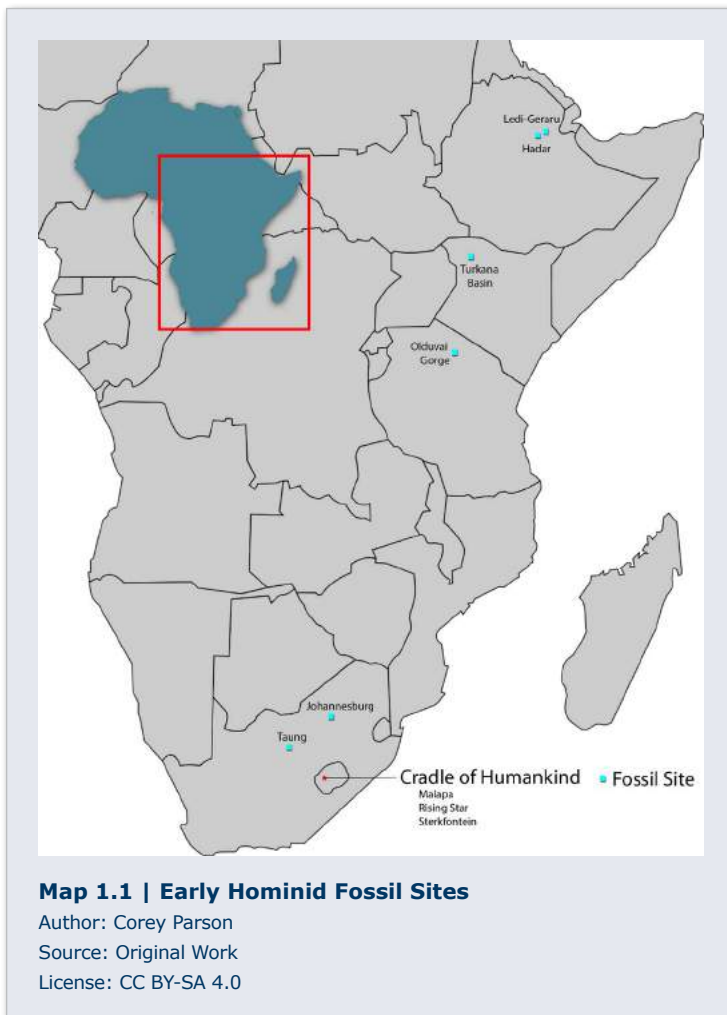 Ledi-Geraru
Hadar
Turkana
Basin
Olduvai
Gorge
Johannesburg
Taung
Cradle of Humankind
Malapa
Rising Star
Sterkfontein
Fossil Site
Map 1.1 | Early Hominid Fossil Sites
Author: Corey Parson
Source: Original Work
License: CC BY-SA 4.0